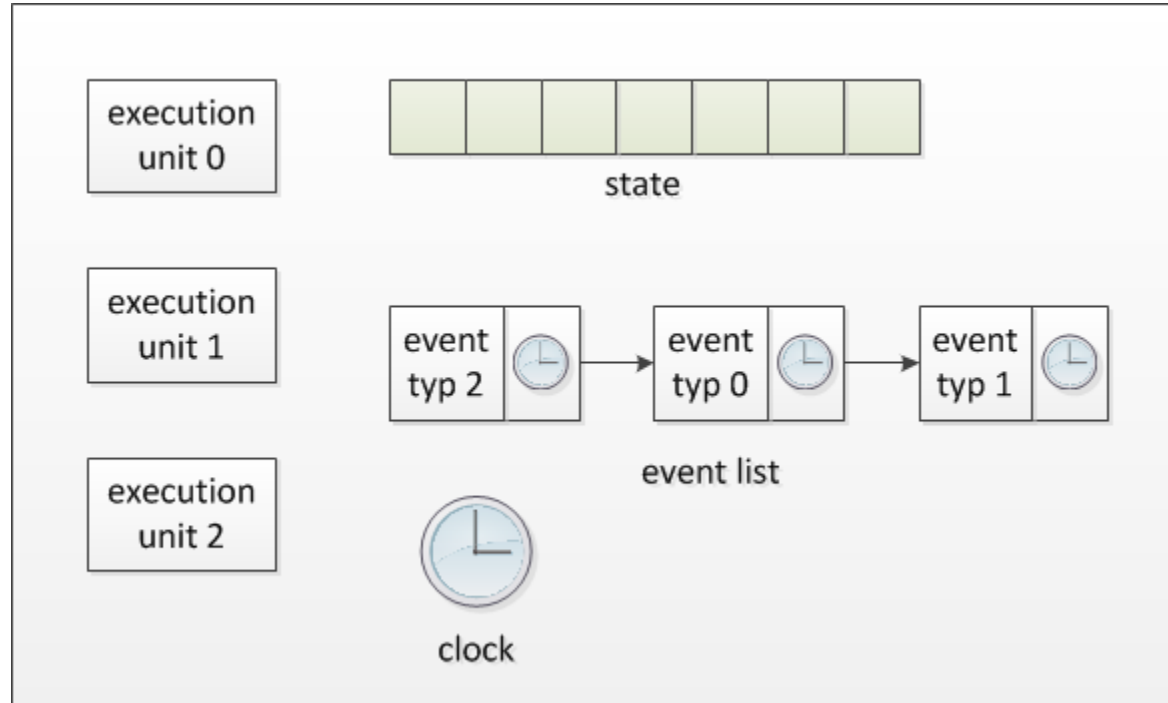 execution
unit 0
state
execution
unit 1
event
typ 2
event
typ 0
event
typ 1
event list
execution
unit 2
clock